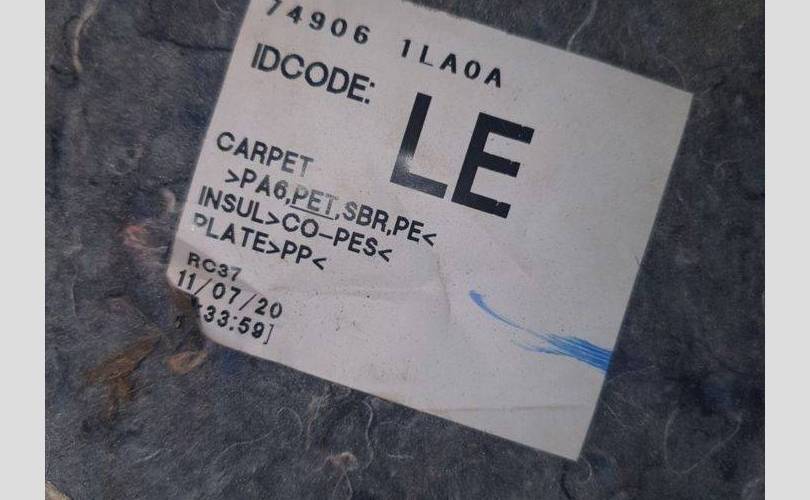 74906 1LA0A
IDCODE: LE
CARPET
>PA6,PET,SBR,PE<
INSUL>CO-PES<
PLATE>PP<
RC37
11/07/20
:33:59]